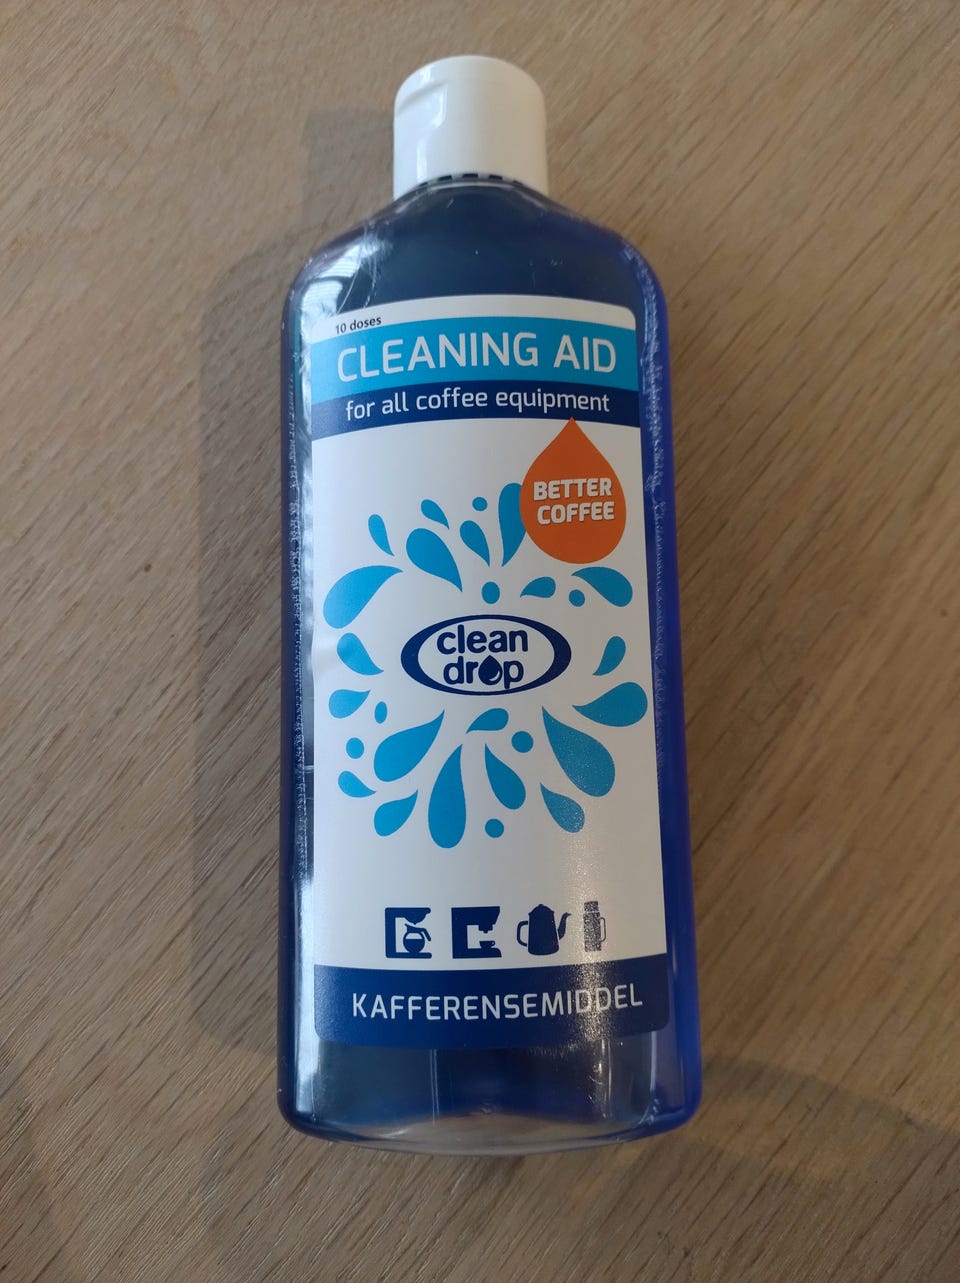 10 doses
CLEANING AID
for all coffee equipment
BETTER
COFFEE
clean
drop
KAFFERENSEMIDDEL